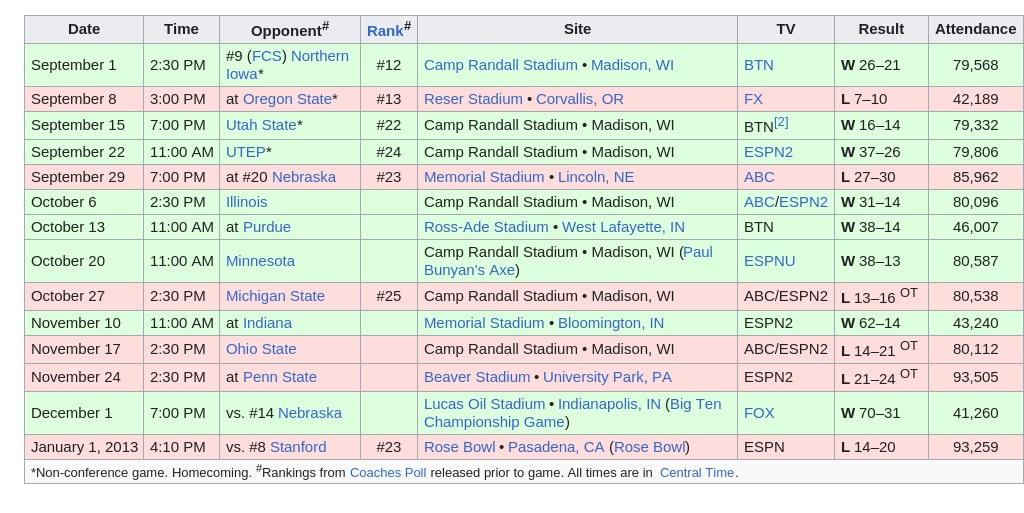 Date Time Opponent# Rank# Site TV Result Attendance
September 1 2:30 PM #9 (FCS) Northern Iowa* #12 Camp Randall Stadium • Madison, WI BTN W 26–21 79,568
September 8 3:00 PM at Oregon State* #13 Reser Stadium • Corvallis, OR FX L 7–10 42,189
September 15 7:00 PM Utah State* #22 Camp Randall Stadium • Madison, WI BTN[2] W 16–14 79,332
September 22 11:00 AM UTEP* #24 Camp Randall Stadium • Madison, WI ESPN2 W 37–26 79,806
September 29 7:00 PM at #20 Nebraska #23 Memorial Stadium • Lincoln, NE ABC L 27–30 85,962
October 6 2:30 PM Illinois Camp Randall Stadium • Madison, WI ABC/ESPN2 W 31–14 80,096
October 13 11:00 AM at Purdue Ross-Ade Stadium • West Lafayette, IN BTN W 38–14 46,007
October 20 11:00 AM Minnesota Camp Randall Stadium • Madison, WI (Paul Bunyan's Axe) ESPNU W 38–13 80,587
October 27 2:30 PM Michigan State #25 Camp Randall Stadium • Madison, WI ABC/ESPN2 L 13–16 OT 80,538
November 10 11:00 AM at Indiana Memorial Stadium • Bloomington, IN ESPN2 W 62–14 43,240
November 17 2:30 PM Ohio State Camp Randall Stadium • Madison, WI ABC/ESPN2 L 14–21 OT 80,112
November 24 2:30 PM at Penn State Beaver Stadium • University Park, PA ESPN2 L 21–24 OT 93,505
December 1 7:00 PM vs. #14 Nebraska Lucas Oil Stadium • Indianapolis, IN (Big Ten Championship Game) FOX W 70–31 41,260
January 1, 2013 4:10 PM vs. #8 Stanford #23 Rose Bowl • Pasadena, CA (Rose Bowl) ESPN L 14–20 93,259
*Non-conference game. Homecoming. #Rankings from Coaches Poll released prior to game. All times are in Central Time.